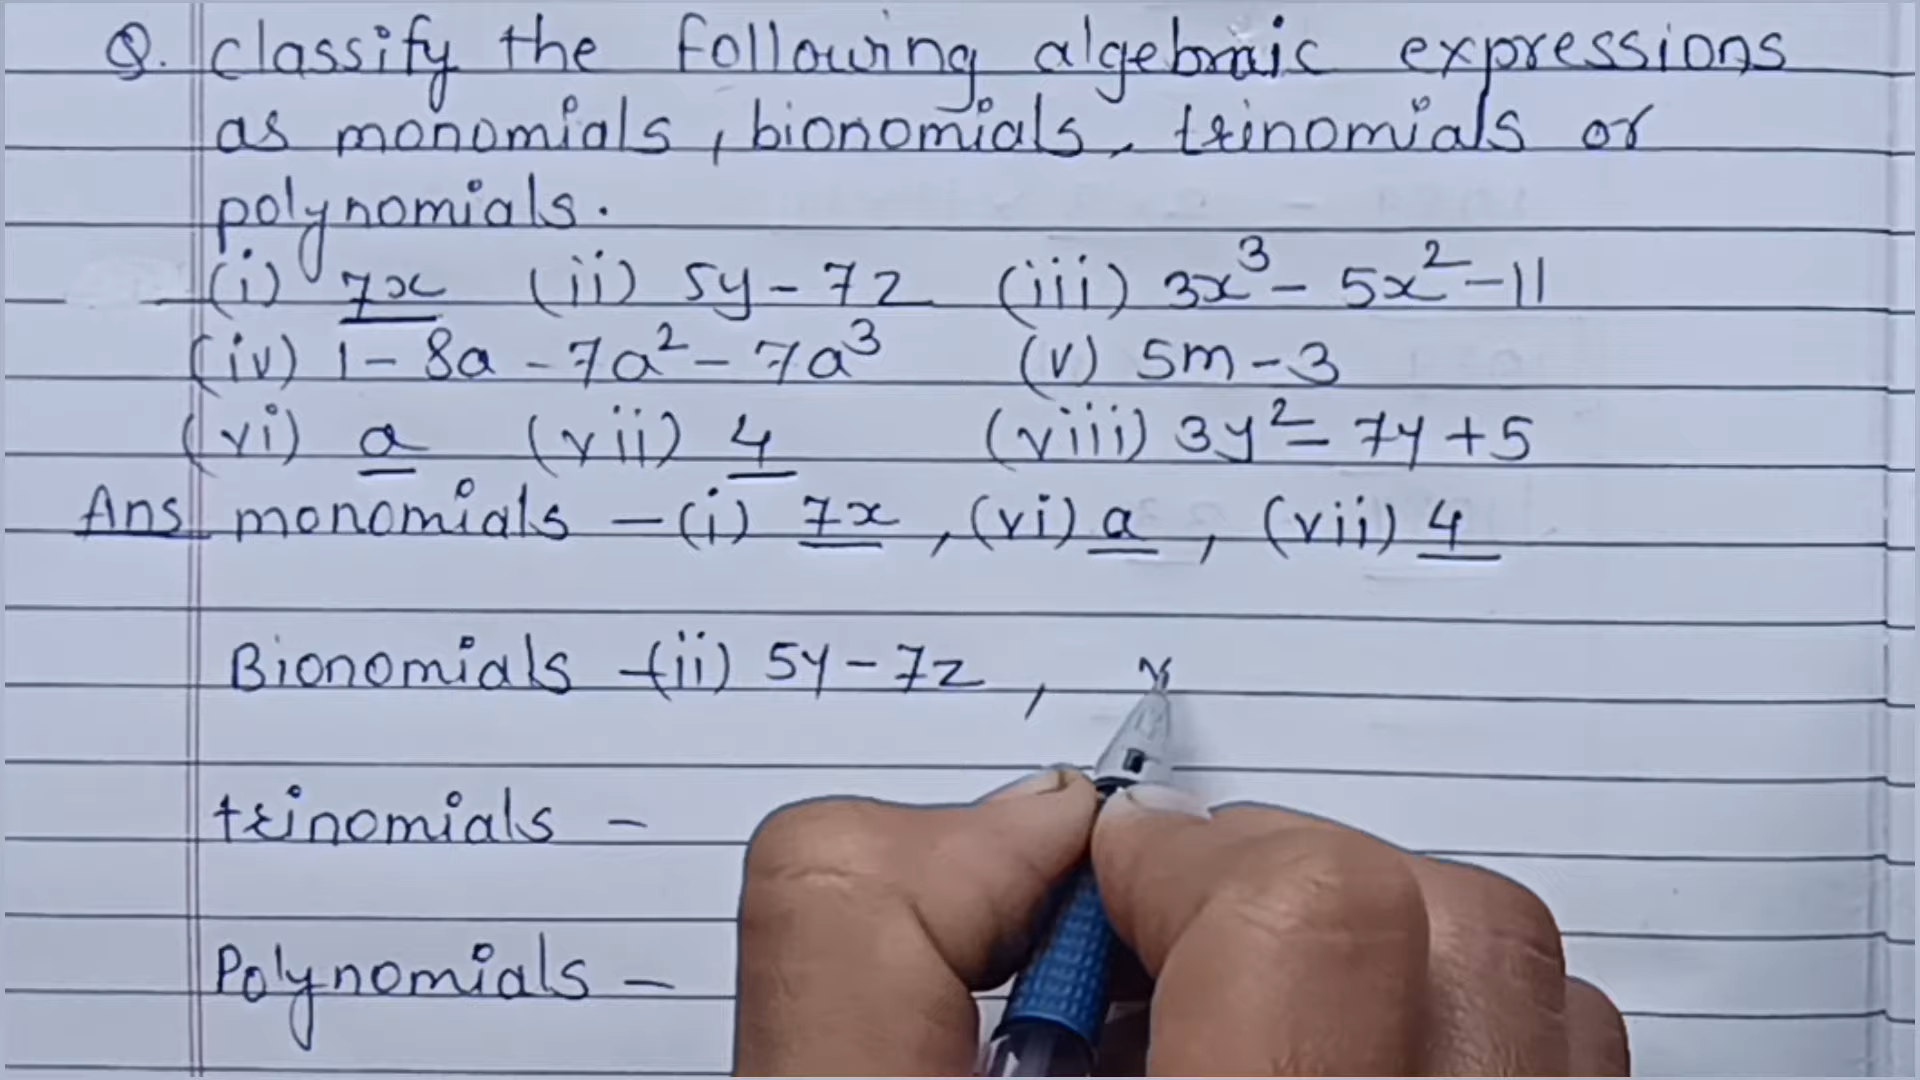 Q. Classify the following algebraic expressions
as monomials, bionomials, trinomials or
polynomials.
(i) 7x (ii) 5y - 7z (iii) 3x³ - 5x² - 11
(iv) 1 - 8a - 7a² - 7a³ (v) 5m - 3
(vi) a (vii) 4 (viii) 3y² - 7y + 5
Ans monomials - (i) 7x, (vi) a, (vii) 4
Bionomials - (ii) 5y - 7z,
trinomials -
Polynomials -